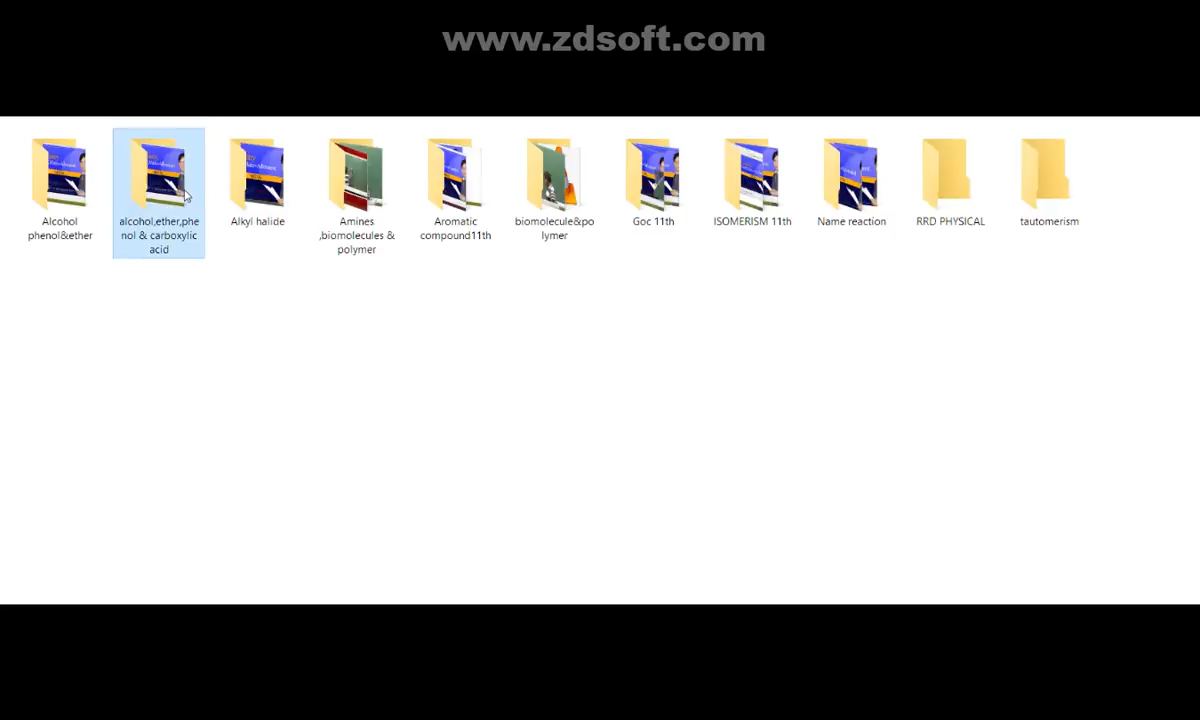 www.zdsoft.com
Alcohol
phenol&ether
alcohol,ether,phe
nol & carboxylic
acid
Alkyl halide
Amines
,biomolecules &
polymer
Aromatic
compound11th
biomolecule&po
lymer
Goc 11th
ISOMERISM 11th
Name reaction
RRD PHYSICAL
tautomerism